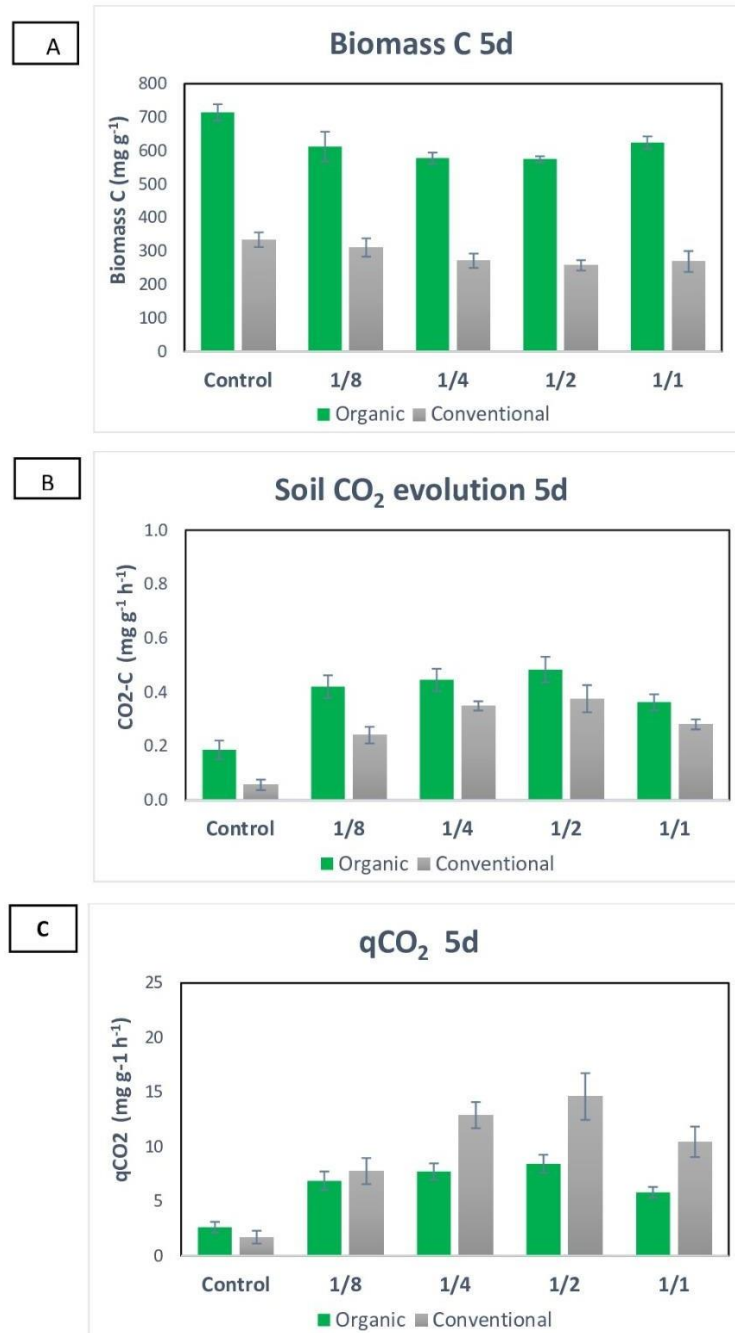 A
Biomass C 5d
Biomass C (mg g⁻¹)
800
700
600
500
400
300
200
100
0
Control 1/8 1/4 1/2 1/1
Organic Conventional
B
Soil CO₂ evolution 5d
CO2-C (mg g⁻¹ h⁻¹)
1.0
0.8
0.6
0.4
0.2
0.0
Control 1/8 1/4 1/2 1/1
Organic Conventional
C
qCO₂ 5d
qCO2 (mg g-1 h⁻¹)
25
20
15
10
5
0
Control 1/8 1/4 1/2 1/1
Organic Conventional